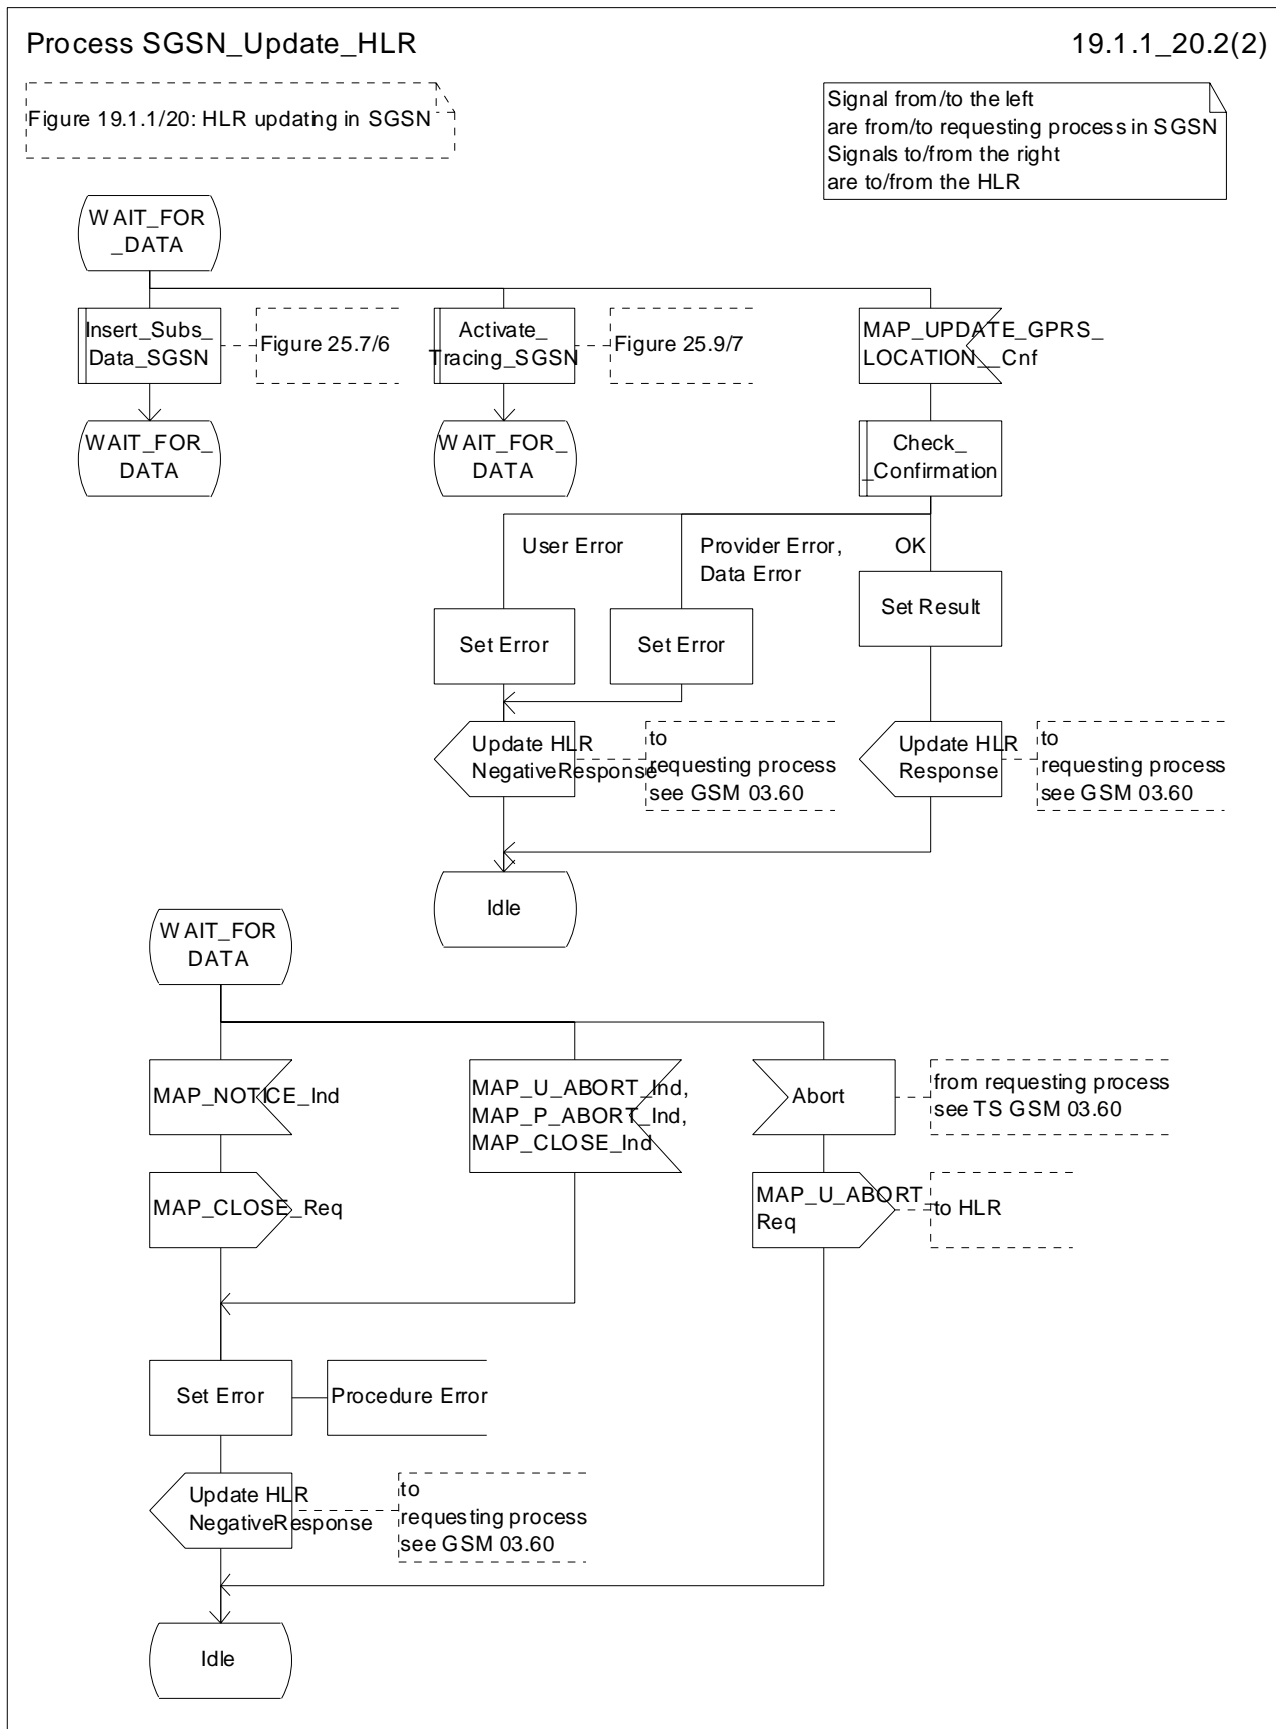 Process SGSN_Update_HLR
19.1.1_20.2(2)
Figure 19.1.1/20: HLR updating in SGSN
Signal from/to the left
are from/to requesting process in SGSN
Signals to/from the right
are to/from the HLR
WAIT_FOR
_DATA
Insert_Subs_
Data_SGSN
Figure 25.7/6
Activate_
Tracing_SGSN
Figure 25.9/7
MAP_UPDATE_GPRS_
LOCATION__Cnf
WAIT_FOR_
DATA
WAIT_FOR_
DATA
Check_
_Confirmation
User Error
Provider Error,
Data Error
OK
Set Error
Set Error
Set Result
Update HLR
NegativeResponse
to
requesting process
see GSM 03.60
Update HLR
Response
to
requesting process
see GSM 03.60
Idle
WAIT_FOR
DATA
MAP_NOTICE_Ind
MAP_U_ABORT_Ind,
MAP_P_ABORT_Ind,
MAP_CLOSE_Ind
Abort
from requesting process
see TS GSM 03.60
MAP_CLOSE_Req
MAP_U_ABORT_
Req
to HLR
Set Error
Procedure Error
Update HLR
NegativeResponse
to
requesting process
see GSM 03.60
Idle